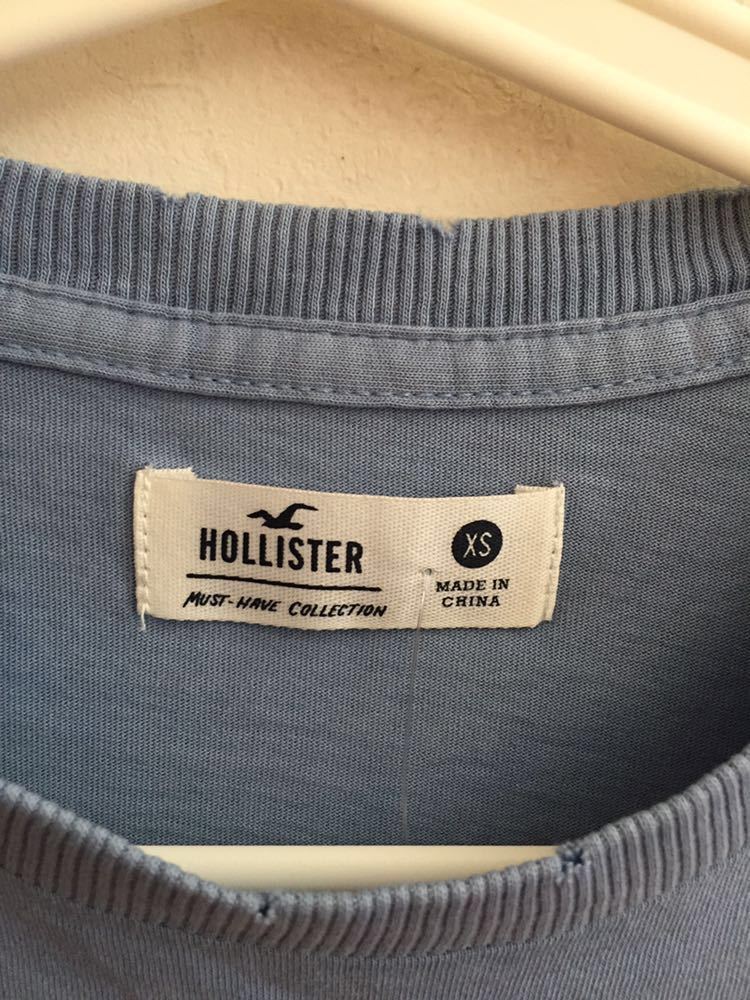 HOLLISTER
MUST-HAVE COLLECTION
XS
MADE IN
CHINA